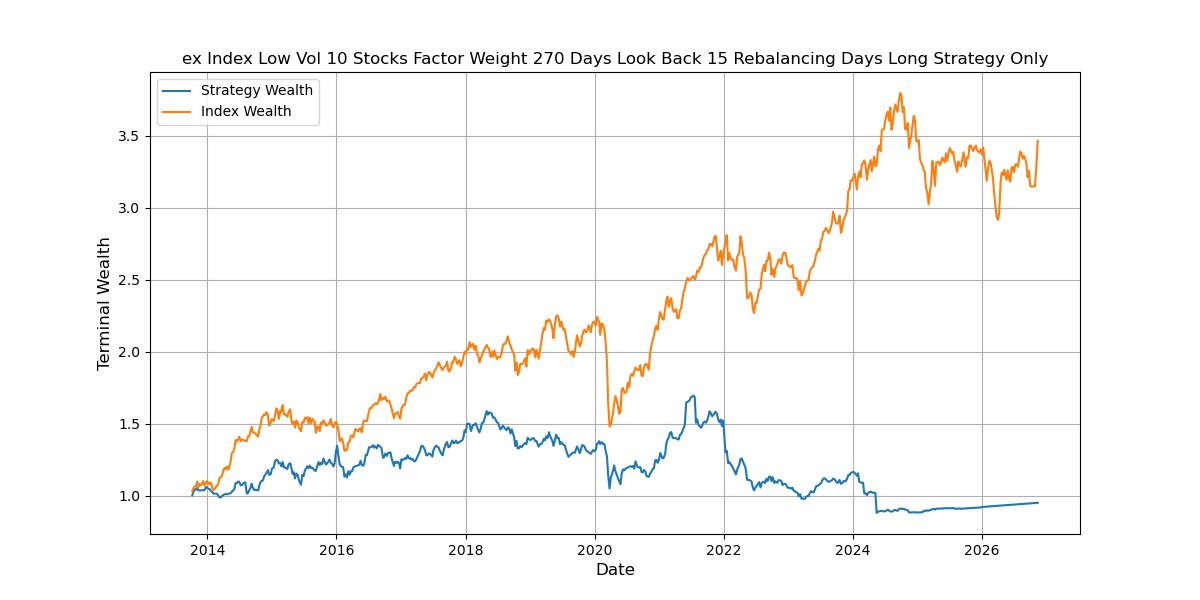 ex Index Low Vol 10 Stocks Factor Weight 270 Days Look Back 15 Rebalancing Days Long Strategy Only
Strategy Wealth
Index Wealth
Terminal Wealth
3.5
3.0
2.5
2.0
1.5
1.0
2014 2016 2018 2020 2022 2024 2026
Date